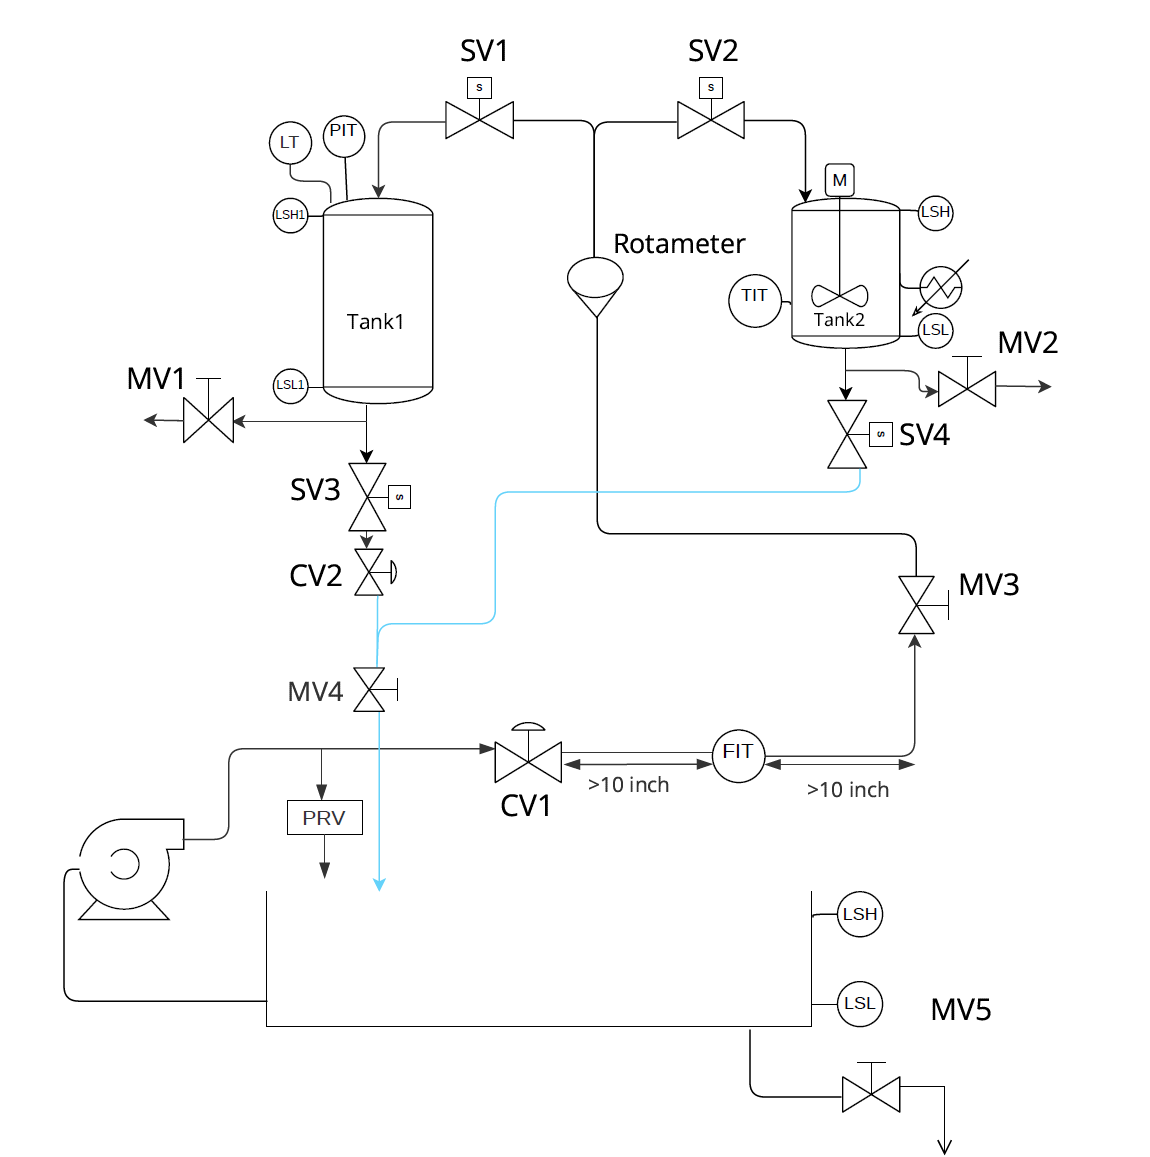 SV1
SV2
s
s
LT
PIT
M
LSH1
LSH
Rotameter
TIT
Tank1
Tank2
LSL
MV2
MV1
LSL1
s
SV4
SV3
s
CV2
MV3
MV4
FIT
>10 inch
>10 inch
CV1
PRV
LSH
LSL
MV5